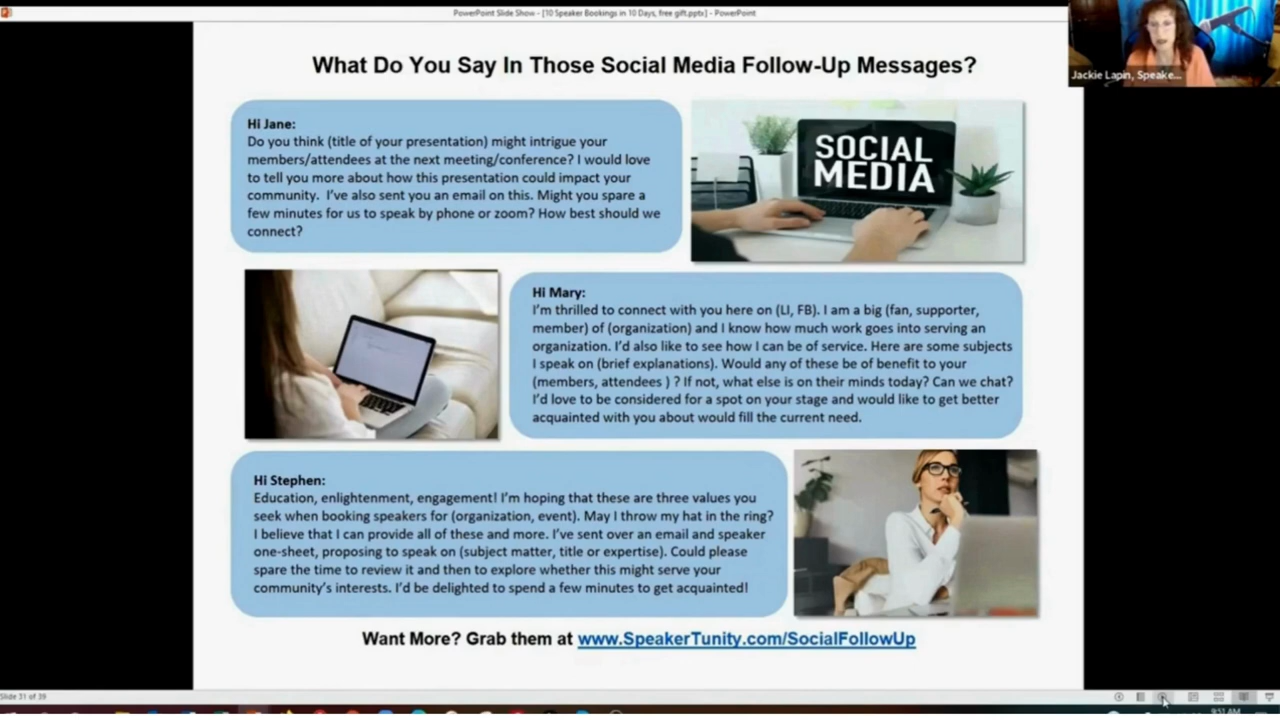 PowerPoint Slide Show - [10 Speaker Bookings in 10 Days, free gift.pptx] - PowerPoint
Jackie Lapin, Speake...
What Do You Say In Those Social Media Follow-Up Messages?
Hi Jane:
Do you think (title of your presentation) might intrigue your
members/attendees at the next meeting/conference? I would love
to tell you more about how this presentation could impact your
community.  I've also sent you an email on this. Might you spare a
few minutes for us to speak by phone or zoom? How best should we
connect?
SOCIAL
MEDIA
Hi Mary:
I'm thrilled to connect with you here on (LI, FB). I am a big (fan, supporter,
member) of (organization) and I know how much work goes into serving an
organization. I'd also like to see how I can be of service. Here are some subjects
I speak on (brief explanations). Would any of these be of benefit to your
(members, attendees ) ? If not, what else is on their minds today? Can we chat?
I'd love to be considered for a spot on your stage and would like to get better
acquainted with you about would fill the current need.
Hi Stephen:
Education, enlightenment, engagement! I'm hoping that these are three values you
seek when booking speakers for (organization, event). May I throw my hat in the ring?
I believe that I can provide all of these and more. I've sent over an email and speaker
one-sheet, proposing to speak on (subject matter, title or expertise). Could please
spare the time to review it and then to explore whether this might serve your
community's interests. I'd be delighted to spend a few minutes to get acquainted!
Want More? Grab them at www.SpeakerTunity.com/SocialFollowUp
Slide 31 of 39
9:51 AM